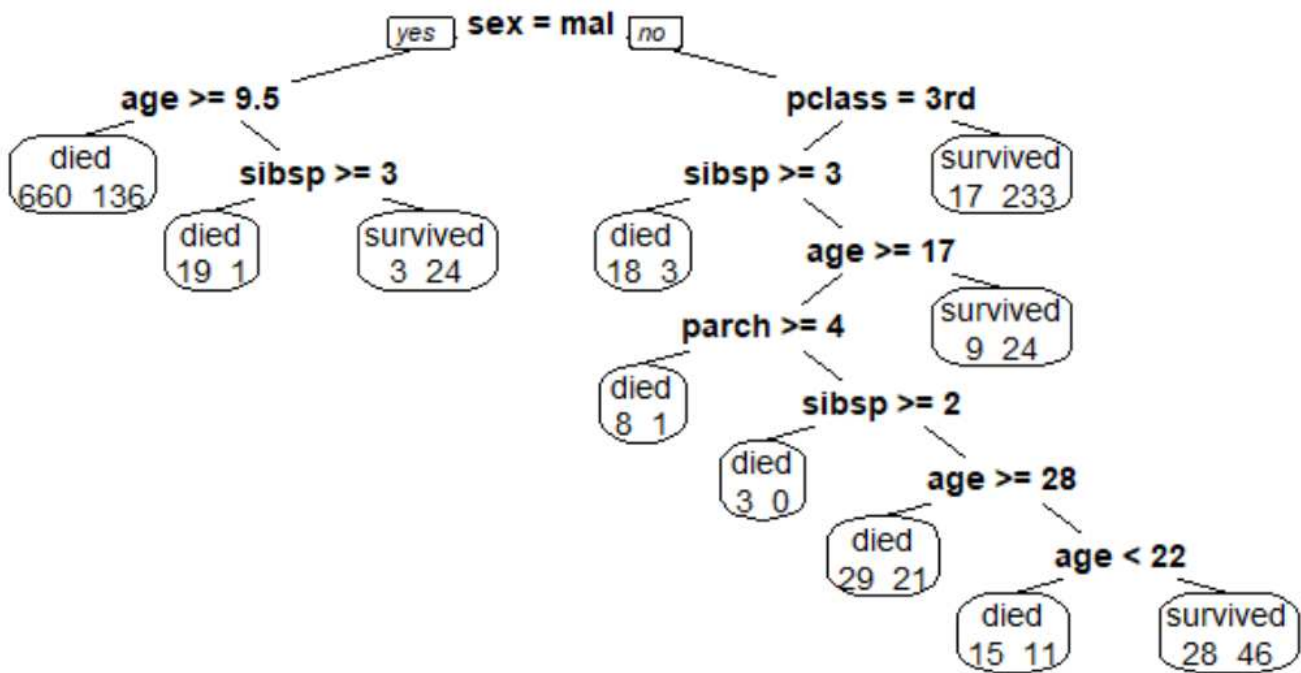 yes sex = mal no
age >= 9.5 pclass = 3rd
died
660 136
sibsp >= 3 sibsp >= 3
survived
17 233
died
19 1
survived
3 24
died
18 3
age >= 17
parch >= 4
survived
9 24
died
8 1
sibsp >= 2
died
3 0
age >= 28
died
29 21
age < 22
died
15 11
survived
28 46